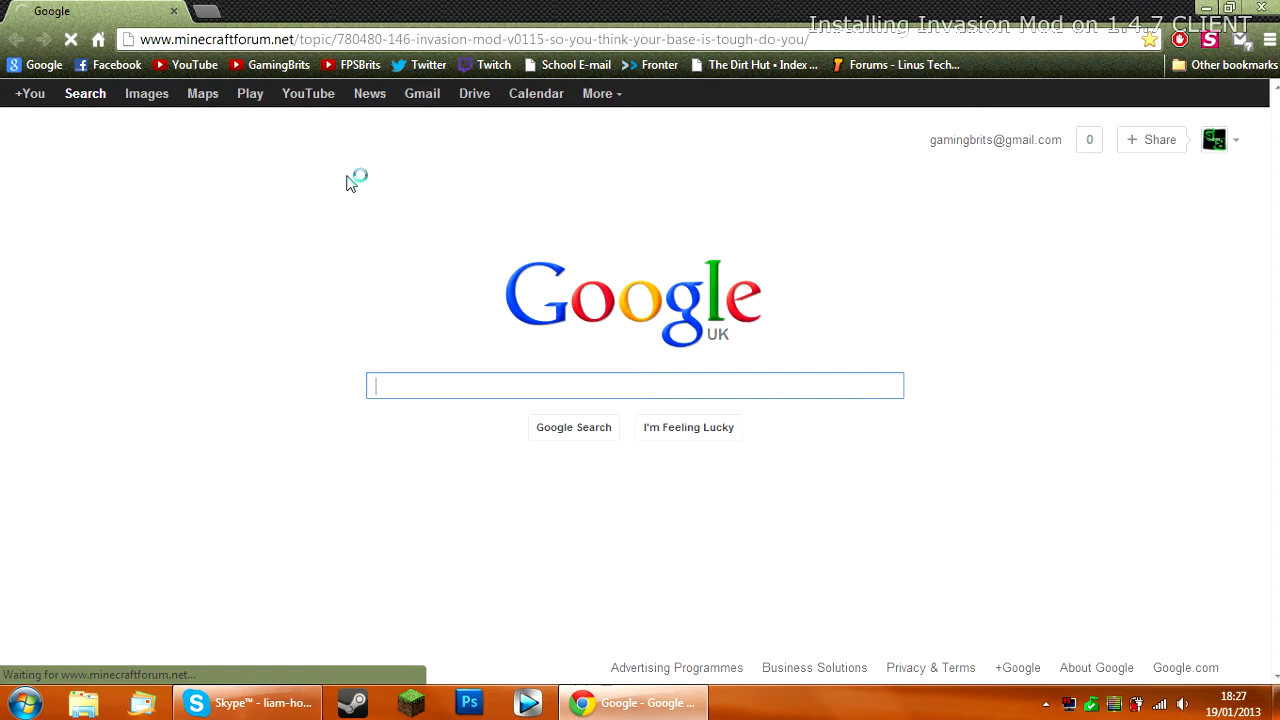 Google
Installing Invasion Mod on 1.4.7 CLIENT
www.minecraftforum.net/topic/780480-146-invasion-mod-0115-so-you-think-your-base-is-tough-do-you/
Google Facebook YouTube GamingBrits FPSBrits Twitter Twitch School E-mail Fronter The Dirt Hut • Index ... Forums - Linus Tech... Other bookmarks
+You Search Images Maps Play YouTube News Gmail Drive Calendar More
gamingbrits@gmail.com 0 + Share
Google
UK
Google Search I'm Feeling Lucky
Waiting for www.minecraftforum.net...
Advertising Programmes Business Solutions Privacy & Terms +Google About Google Google.com
Skype™ - liam-ho... Ps Google - Google ...
18:27
19/01/2013